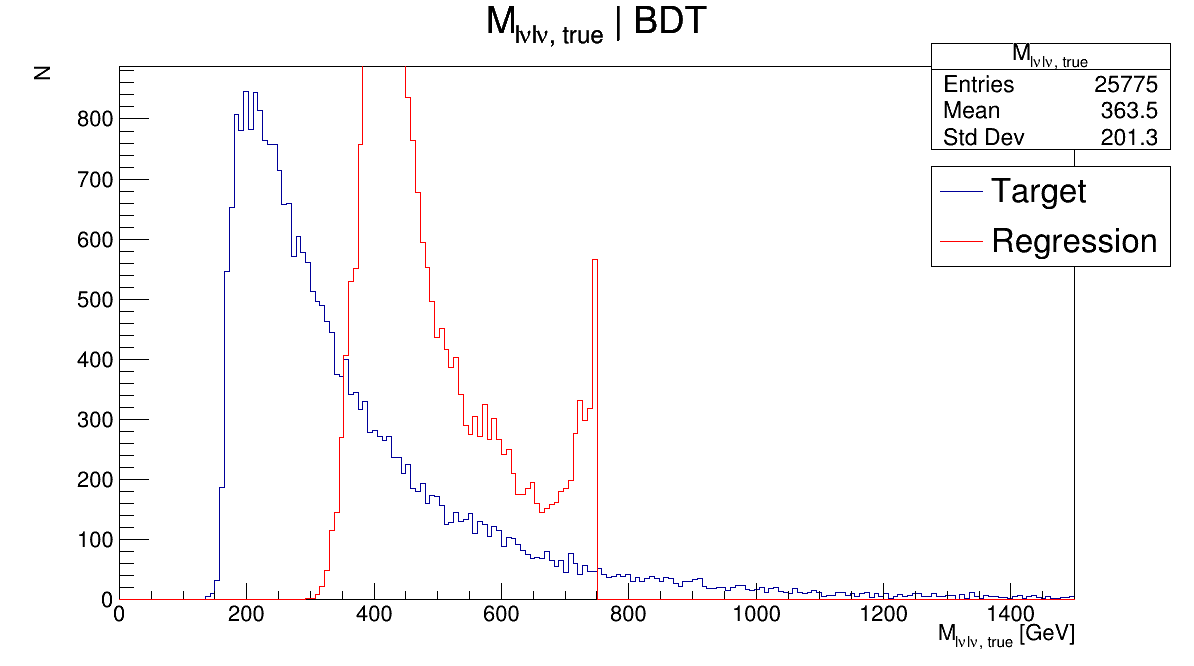 M_lνlν, true | BDT
N
M_lνlν, true
Entries 25775
Mean 363.5
Std Dev 201.3
Target
Regression
800
700
600
500
400
300
200
100
0
0 200 400 600 800 1000 1200 1400
M_lνlν, true [GeV]